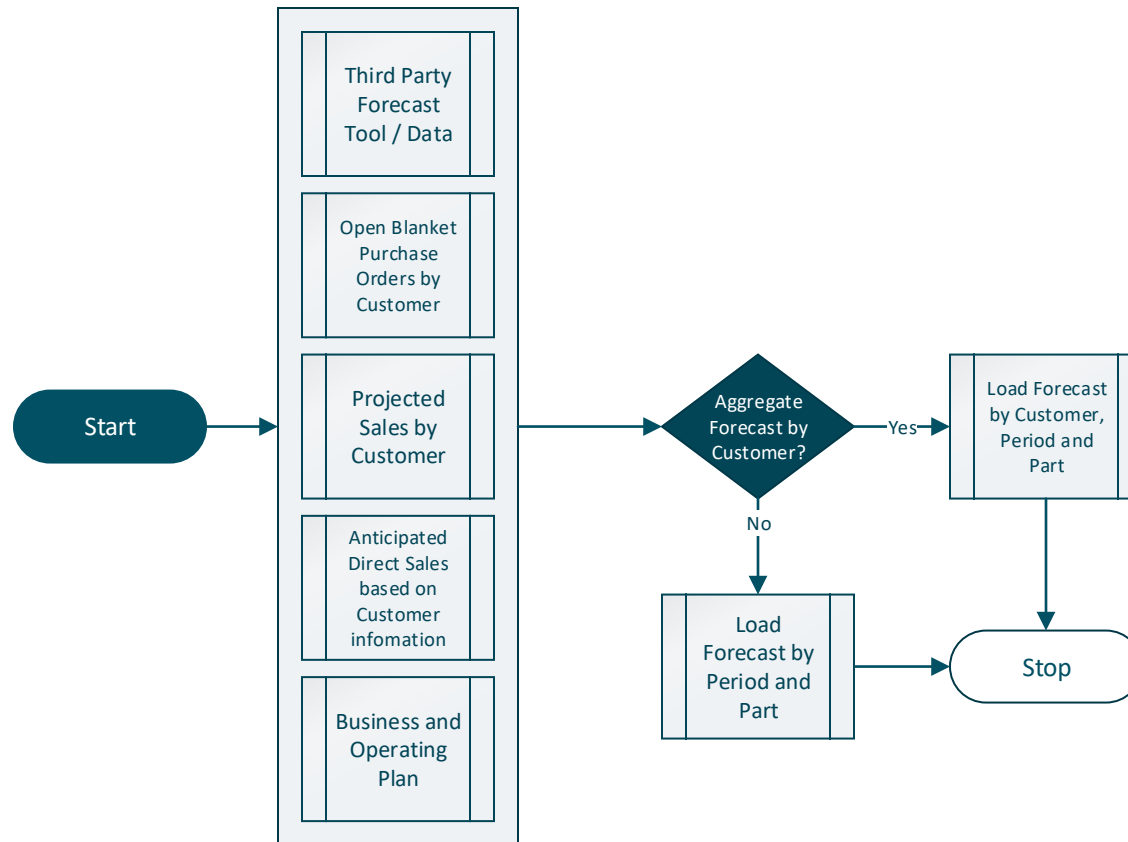 Start
Third Party
Forecast
Tool / Data
Open Blanket
Purchase
Orders by
Customer
Projected
Sales by
Customer
Anticipated
Direct Sales
based on
Customer
infomation
Business and
Operating
Plan
Aggregate
Forecast by
Customer?
Yes
No
Load Forecast
by Customer,
Period and
Part
Load
Forecast by
Period and
Part
Stop